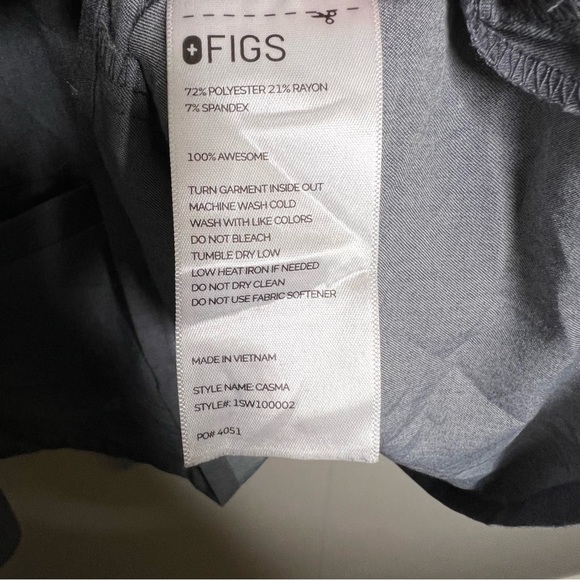 FIGS
72% POLYESTER 21% RAYON
7% SPANDEX
100% AWESOME
TURN GARMENT INSIDE OUT
MACHINE WASH COLD
WASH WITH LIKE COLORS
DO NOT BLEACH
TUMBLE DRY LOW
LOW HEAT IRON IF NEEDED
DO NOT DRY CLEAN
DO NOT USE FABRIC SOFTENER
MADE IN VIETNAM
STYLE NAME: CASMA
STYLE#: 1SW100002
PO# 4051